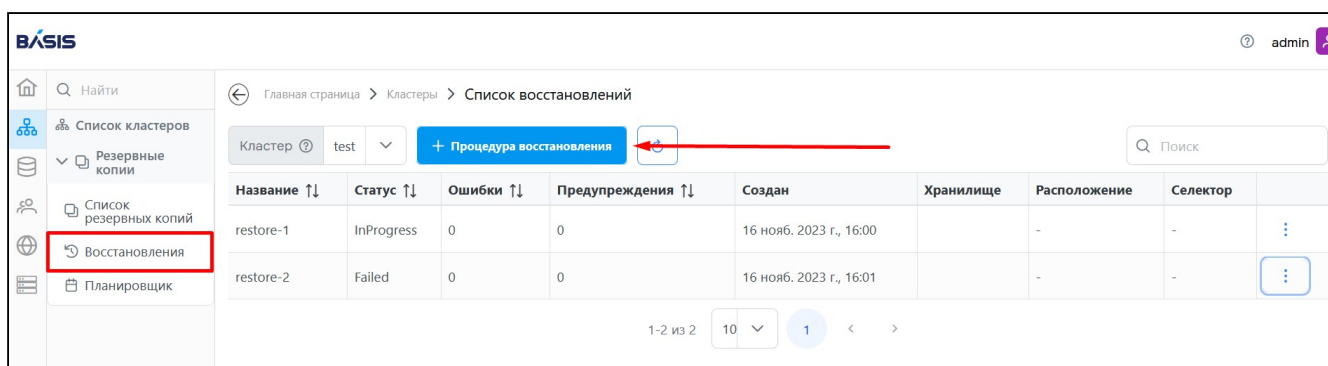 BÁSIS
admin
Найти
Главная страница > Кластеры > Список восстановлений
Список кластеров
Кластер test + Процедура восстановления
Поиск
Резервные
копии
Название Статус Ошибки Предупреждения Создан Хранилище Расположение Селектор
Список
резервных копий
restore-1 InProgress 0 0 16 нояб. 2023 г., 16:00 - -
Восстановления
restore-2 Failed 0 0 16 нояб. 2023 г., 16:01 - -
Планировщик
1-2 из 2 10 1 < >